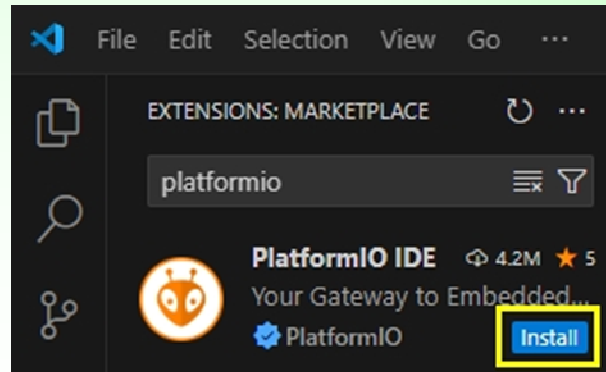 File Edit Selection View Go ...
EXTENSIONS: MARKETPLACE
platformio
PlatformIO IDE 4.2M ★ 5
Your Gateway to Embedded...
PlatformIO Install